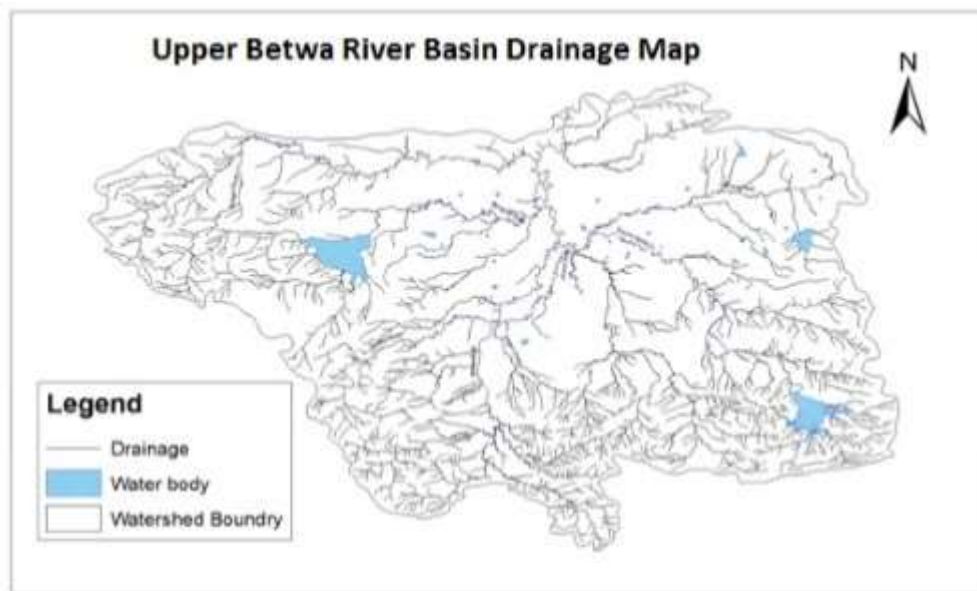 Upper Betwa River Basin Drainage Map
N
Legend
Drainage
Water body
Watershed Boundry